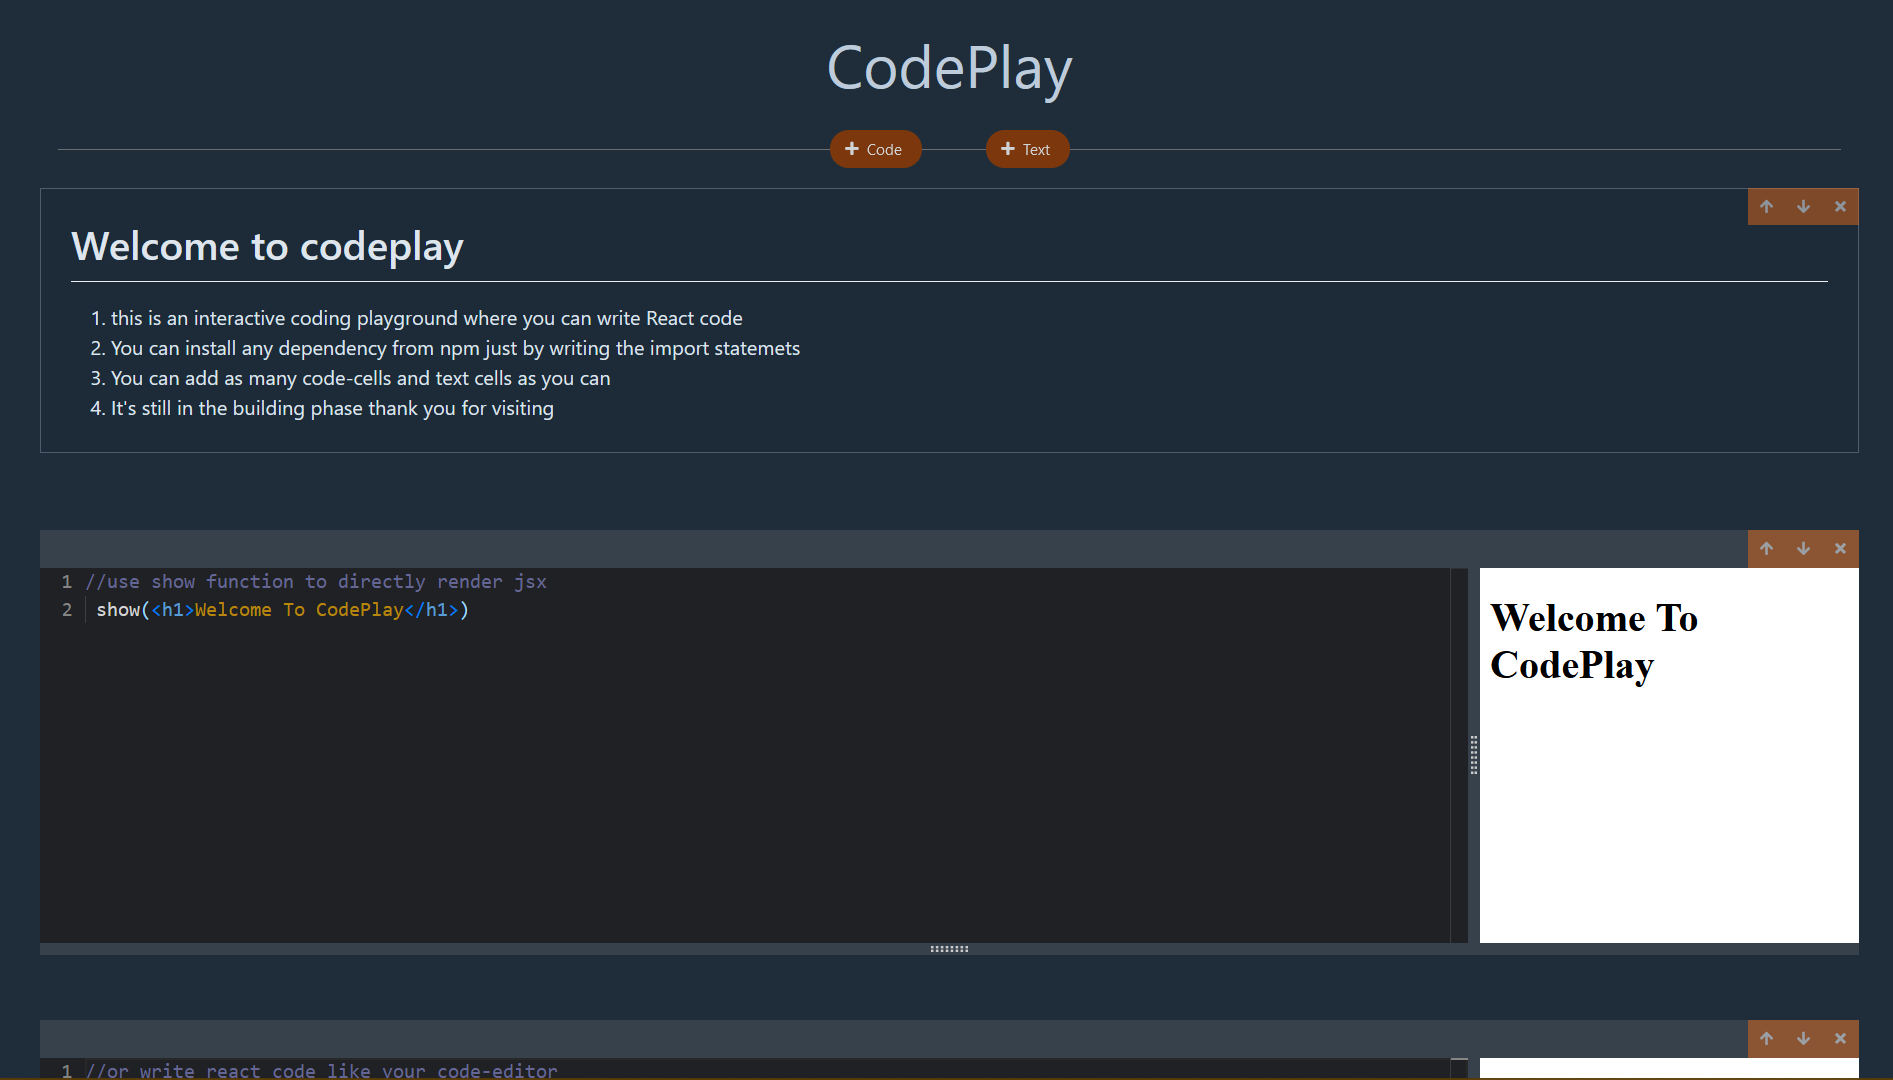 CodePlay
Code
Text
Welcome to codeplay
1. this is an interactive coding playground where you can write React code
2. You can install any dependency from npm just by writing the import statemets
3. You can add as many code-cells and text cells as you can
4. It's still in the building phase thank you for visiting
1 //use show function to directly render jsx
2 show(<h1>Welcome To CodePlay</h1>)
Welcome To
CodePlay
1 //or write react code like your code-editor